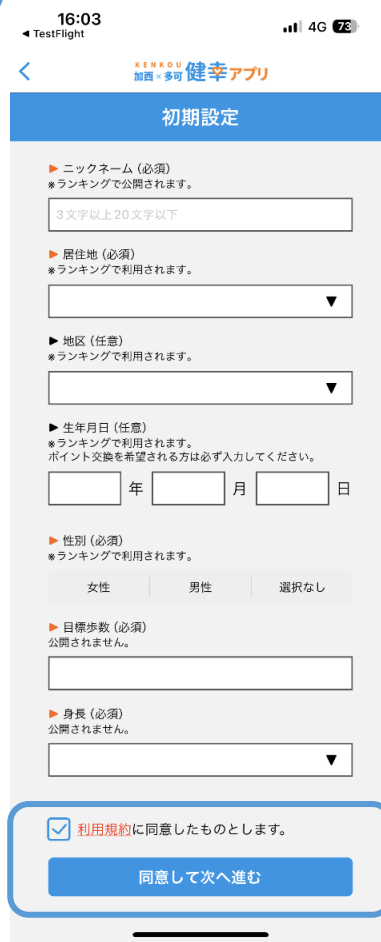 16:03
4G 73
◀ TestFlight
KENKOU
加西×多可 健幸アプリ
初期設定
▶ ニックネーム (必須)
※ランキングで公開されます。
3文字以上20文字以下
▶ 居住地 (必須)
※ランキングで利用されます。
▼
▶ 地区 (任意)
※ランキングで利用されます。
▼
▶ 生年月日 (任意)
※ランキングで利用されます。
ポイント交換を希望される方は必ず入力してください。
年 月 日
▶ 性別 (必須)
※ランキングで利用されます。
女性 男性 選択なし
▶ 目標歩数 (必須)
公開されません。
▶ 身長 (必須)
公開されません。
▼
利用規約に同意したものとします。
同意して次へ進む